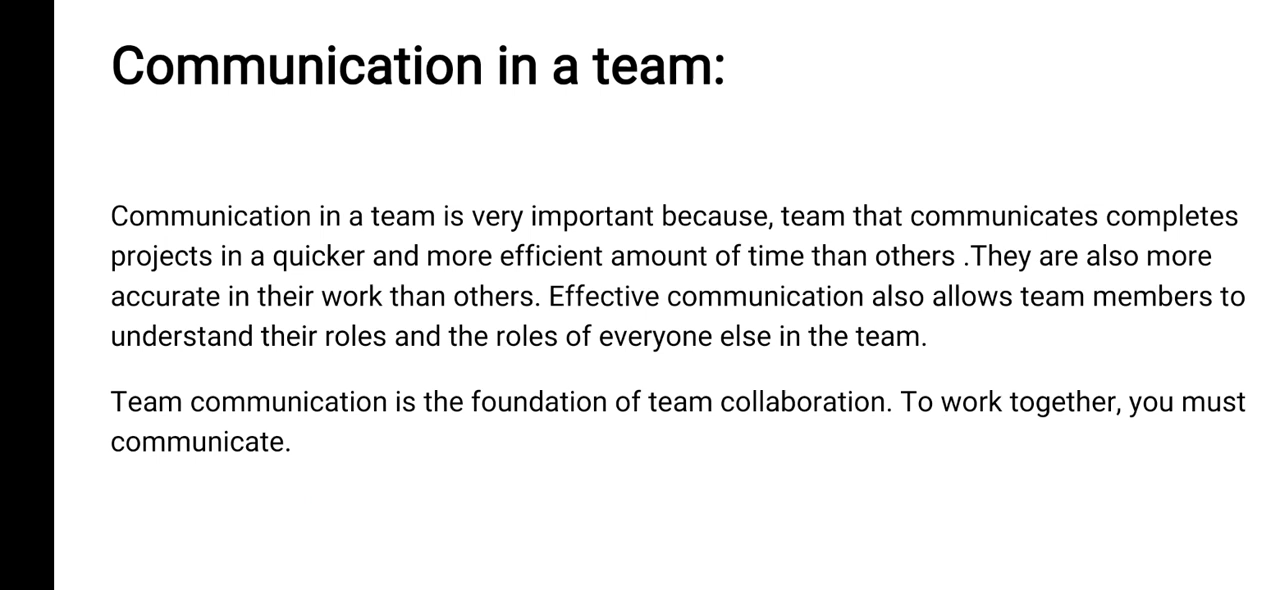 Communication in a team:
Communication in a team is very important because, team that communicates completes
projects in a quicker and more efficient amount of time than others .They are also more
accurate in their work than others. Effective communication also allows team members to
understand their roles and the roles of everyone else in the team.
Team communication is the foundation of team collaboration. To work together, you must
communicate.